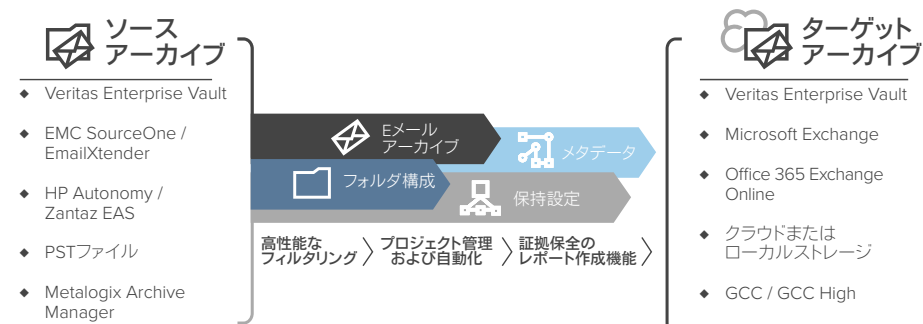 ソース
アーカイブ
Veritas Enterprise Vault
EMC SourceOne /
EmailXtender
HP Autonomy /
Zantaz EAS
PSTファイル
Metalogix Archive
Manager
Eメール
アーカイブ
メタデータ
フォルダ構成
保持設定
高性能な
フィルタリング
プロジェクト管理
および自動化
証拠保全の
レポート作成機能
ターゲット
アーカイブ
Veritas Enterprise Vault
Microsoft Exchange
Office 365 Exchange
Online
クラウドまたは
ローカルストレージ
GCC / GCC High